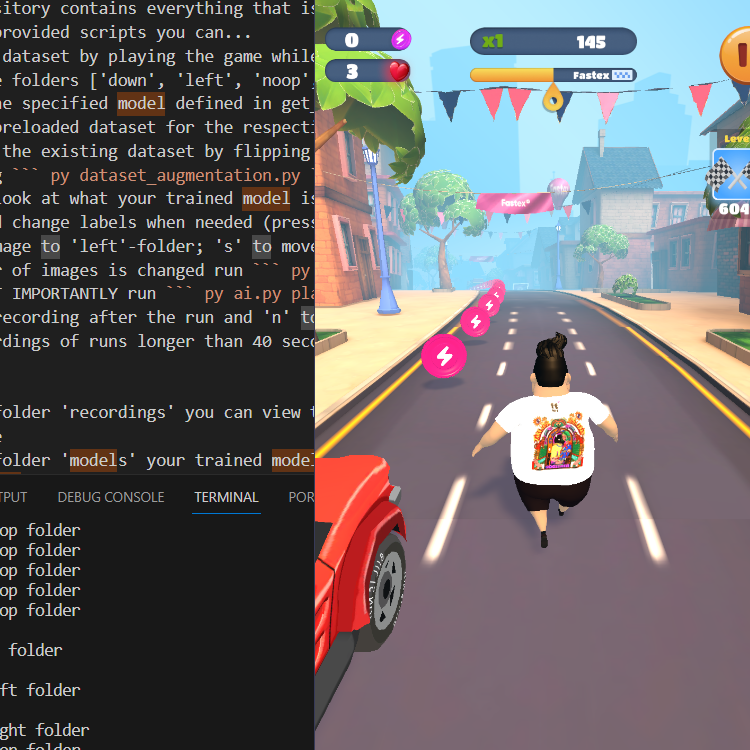 sitory contains everything that is
provided scripts you can...
dataset by playing the game while
e folders ['down', 'left', 'noop'
he specified model defined in get
preloaded dataset for the respecti
the existing dataset by flipping
g ``` py dataset_augmentation.py
look at what your trained model is
d change labels when needed (press
mage to 'left'-folder; 's' to move
r of images is changed run ``` py
T IMPORTANTLY run ``` py ai.py pla
recording after the run and 'n' to
rdings of runs longer than 40 seco
folder 'recordings' you can view t
e
folder 'models' your trained model
TPUT DEBUG CONSOLE TERMINAL POR
op folder
op folder
op folder
op folder
op folder
folder
ft folder
ght folder
op folder
0
3
x1 145
Fastex
Level
604
Fastex